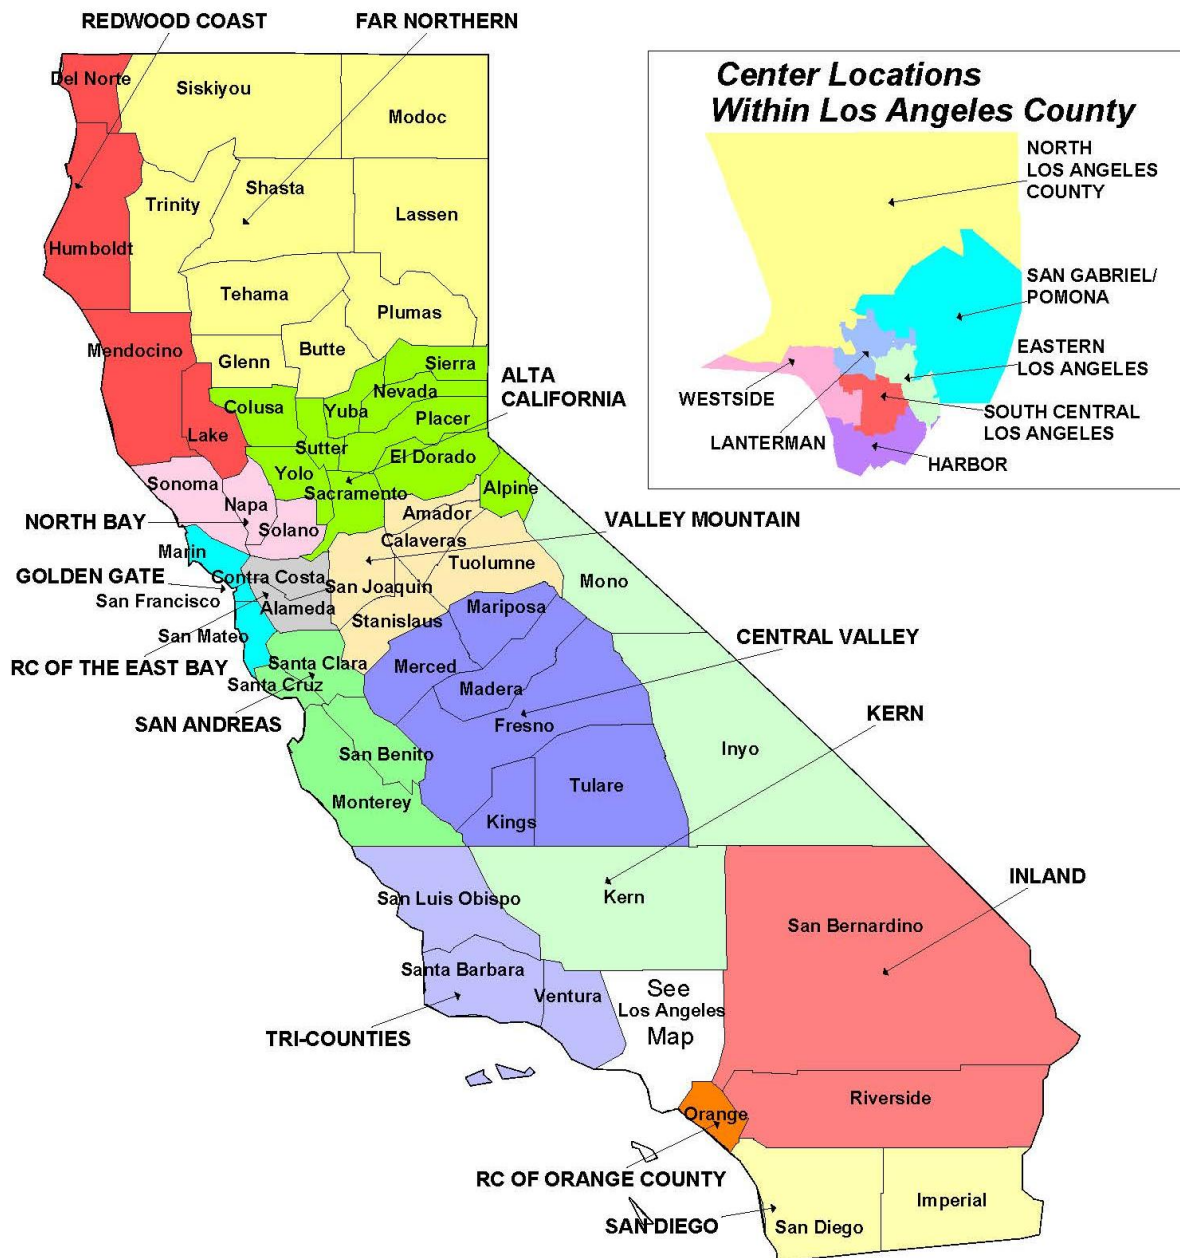 REDWOOD COAST
FAR NORTHERN
Del Norte
Siskiyou
Modoc
Trinity
Shasta
Lassen
Humboldt
Tehama
Plumas
Mendocino
Glenn
Butte
Sierra
Nevada
Colusa
Yuba
Placer
ALTA
CALIFORNIA
Lake
Sutter
El Dorado
Yolo
Sonoma
Sacramento
Alpine
Napa
Amador
NORTH BAY
Solano
VALLEY MOUNTAIN
Calaveras
Marin
Tuolumne
GOLDEN GATE
Contra Costa
San Joaquin
Mono
San Francisco
Alameda
Mariposa
Stanislaus
San Mateo
CENTRAL VALLEY
RC OF THE EAST BAY
Santa Clara
Merced
Santa Cruz
Madera
SAN ANDREAS
Fresno
KERN
San Benito
Inyo
Monterey
Tulare
Kings
INLAND
San Luis Obispo
Kern
San Bernardino
Santa Barbara
Ventura
See
Los Angeles
Map
TRI-COUNTIES
Orange
Riverside
RC OF ORANGE COUNTY
Imperial
SAN DIEGO
San Diego
Center Locations
Within Los Angeles County
NORTH
LOS ANGELES
COUNTY
SAN GABRIEL/
POMONA
EASTERN
LOS ANGELES
WESTSIDE
SOUTH CENTRAL
LOS ANGELES
LANTERMAN
HARBOR